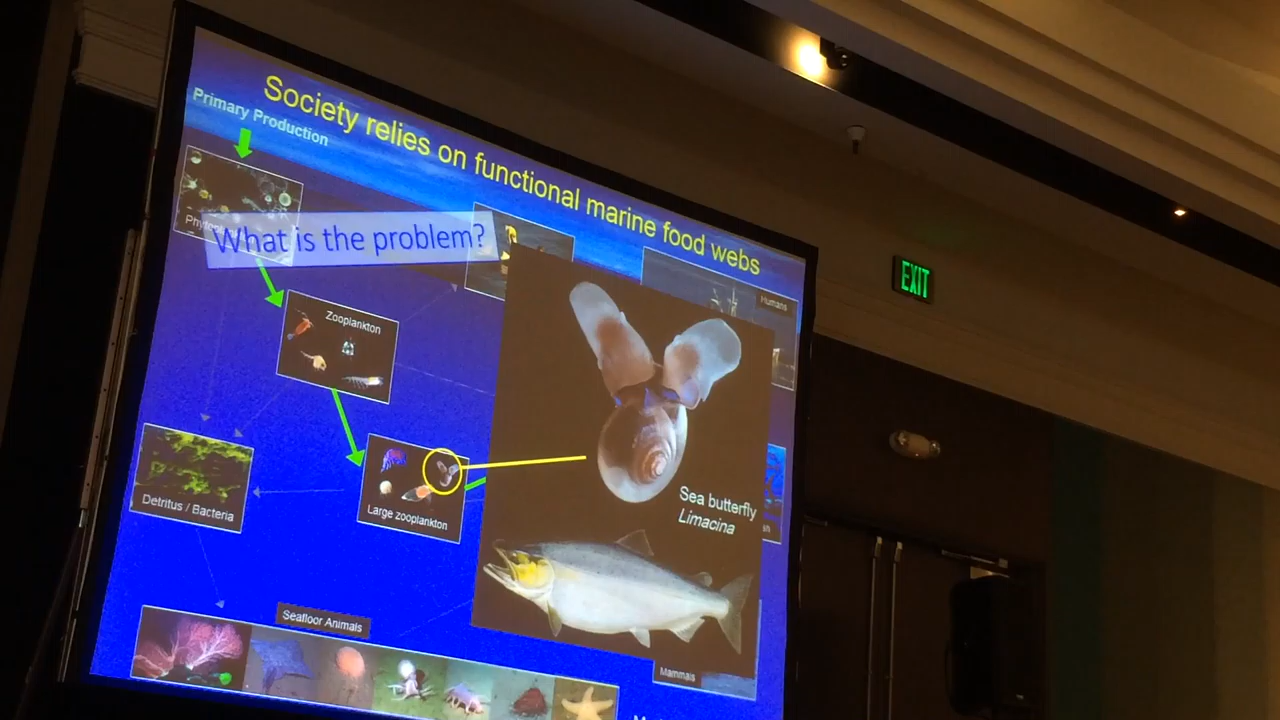 Society relies on functional marine food webs
Primary Production
What is the problem?
Humans
Zooplankton
Large zooplankton
Detritus / Bacteria
Sea butterfly
Limacina
Seafloor Animals
Mammals
EXIT